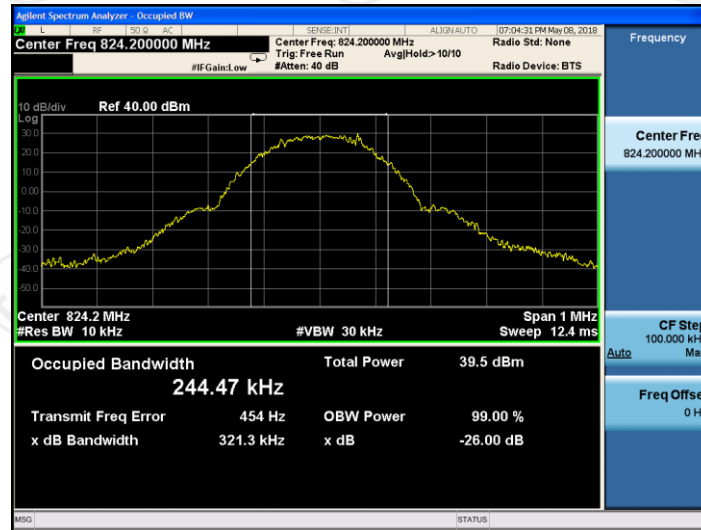 Agilent Spectrum Analyzer - Occupied BW
L RF 50 Ω AC SENSE:INT ALIGN AUTO 07:04:31 PM May 08, 2018
Center Freq 824.200000 MHz Center Freq: 824.200000 MHz Radio Std: None
Trig: Free Run Avg|Hold:>10/10
#IFGain:Low #Atten: 40 dB Radio Device: BTS
Frequency
10 dB/div Ref 40.00 dBm
Log
30.0
20.0
10.0
0.00
-10.0
-20.0
-30.0
-40.0
-50.0
Center Fre
824.200000 MH
Center 824.2 MHz Span 1 MHz
#Res BW 10 kHz #VBW 30 kHz Sweep 12.4 ms
CF Ste
100.000 kH
Auto Ma
Occupied Bandwidth Total Power 39.5 dBm
244.47 kHz
Transmit Freq Error 454 Hz OBW Power 99.00 %
x dB Bandwidth 321.3 kHz x dB -26.00 dB
Freq Offse
0 H
MSG STATUS